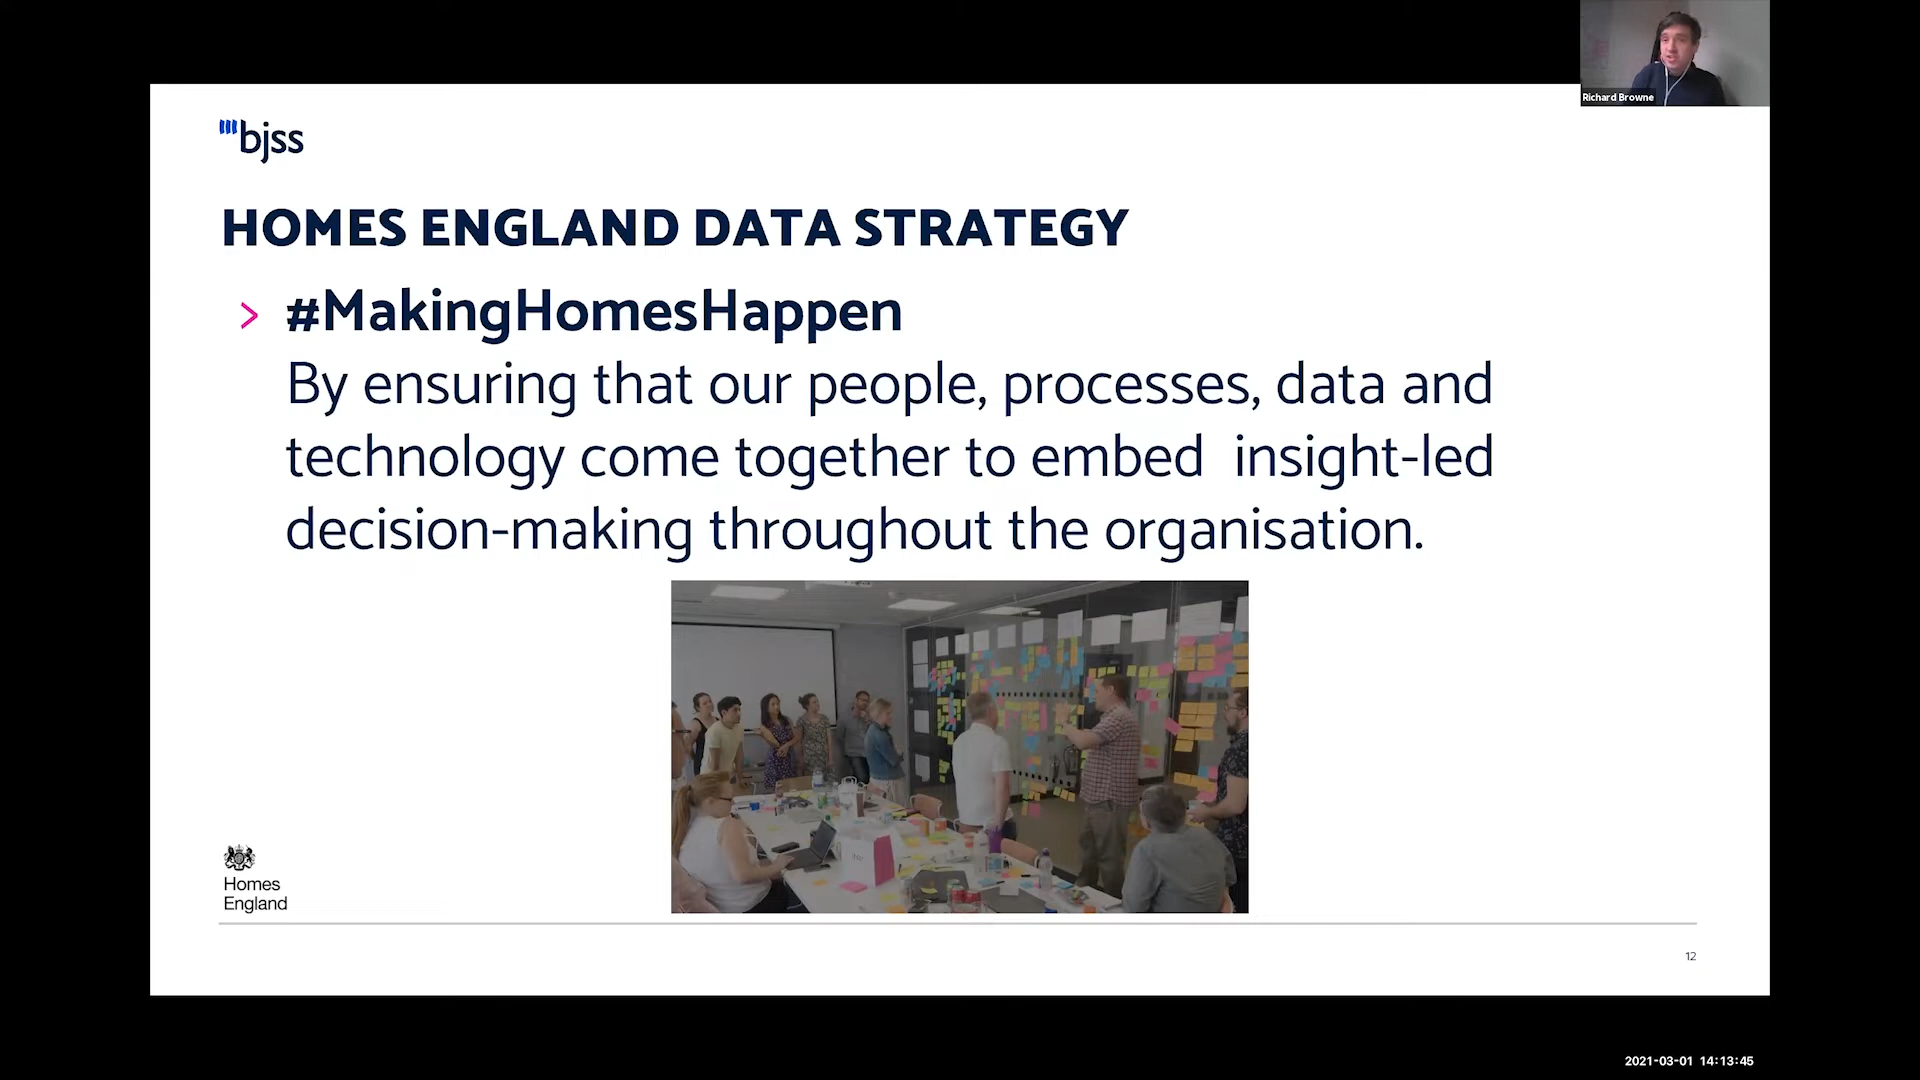 Richard Browne
bjss
HOMES ENGLAND DATA STRATEGY
> #MakingHomesHappen
By ensuring that our people, processes, data and
technology come together to embed  insight-led
decision-making throughout the organisation.
Homes
England
12
2021-03-01 14:13:45